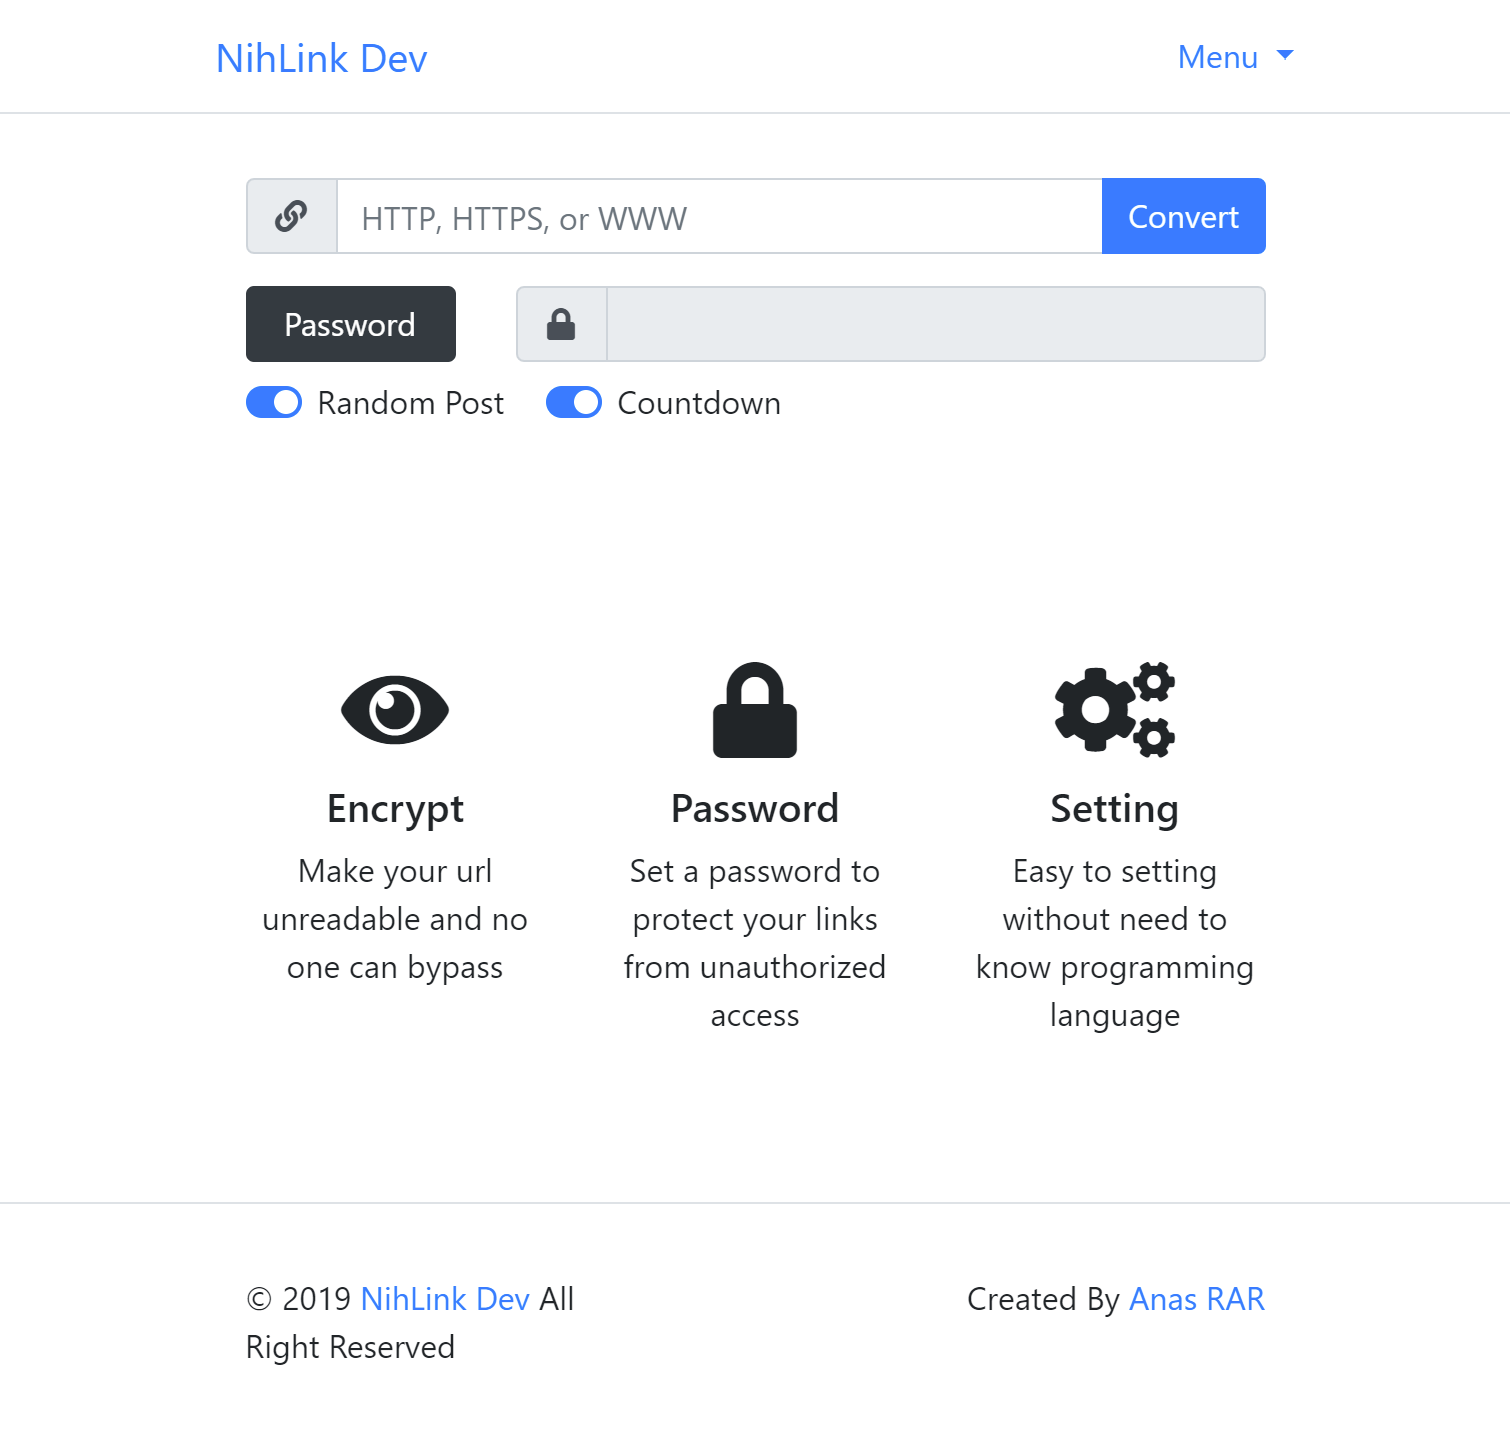 NihLink Dev
Menu
HTTP, HTTPS, or WWW
Convert
Password
Random Post
Countdown
Encrypt
Make your url
unreadable and no
one can bypass
Password
Set a password to
protect your links
from unauthorized
access
Setting
Easy to setting
without need to
know programming
language
© 2019 NihLink Dev All
Right Reserved
Created By Anas RAR